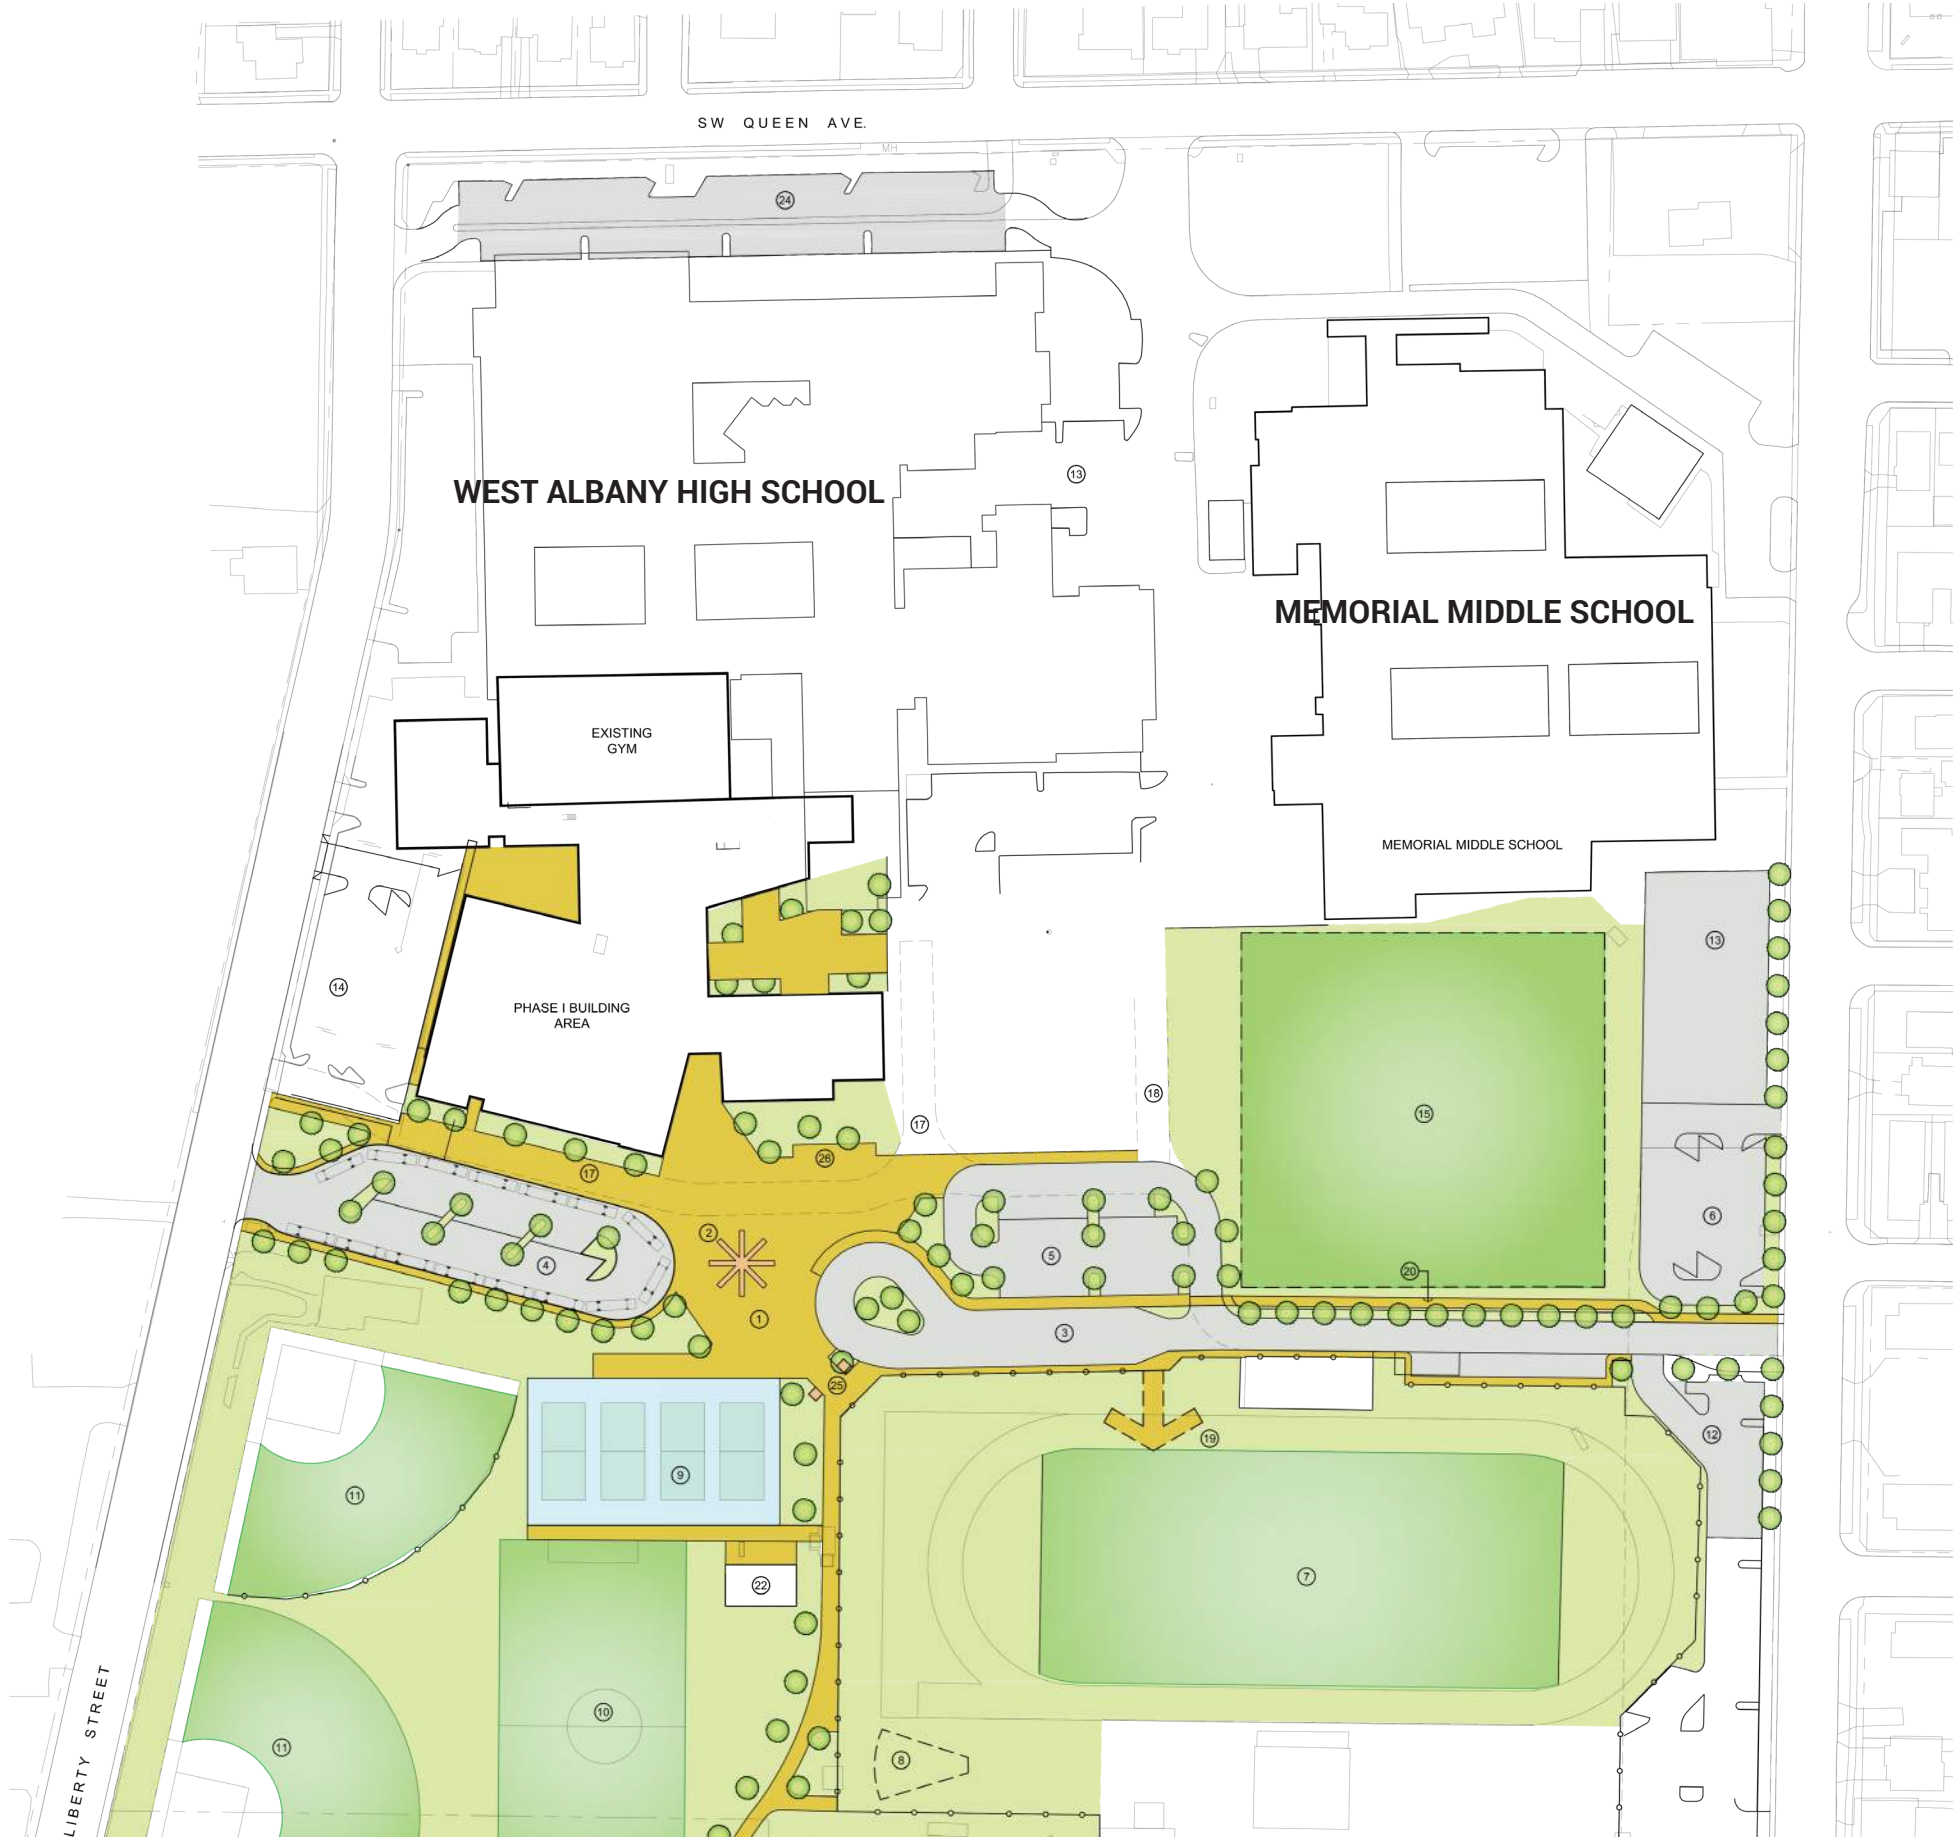 SW QUEEN AVE.
MH
24
WEST ALBANY HIGH SCHOOL
13
MEMORIAL MIDDLE SCHOOL
EXISTING
GYM
MEMORIAL MIDDLE SCHOOL
13
14
PHASE I BUILDING
AREA
15
18
17
26
17
6
2
5
4
20
1
3
25
12
19
9
11
7
22
10
11
8
LIBERTY STREET